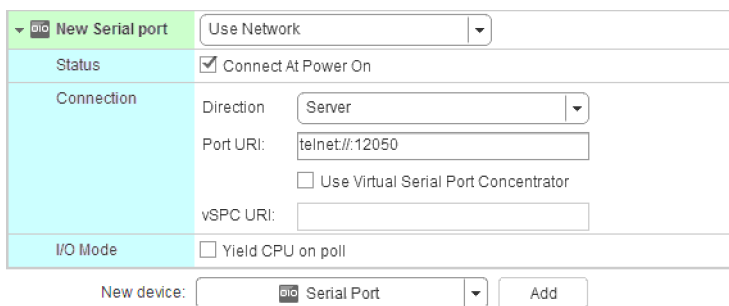 New Serial port Use Network
Status Connect At Power On
Connection Direction Server
Port URI: telnet://:12050
Use Virtual Serial Port Concentrator
vSPC URI:
I/O Mode Yield CPU on poll
New device: Serial Port Add